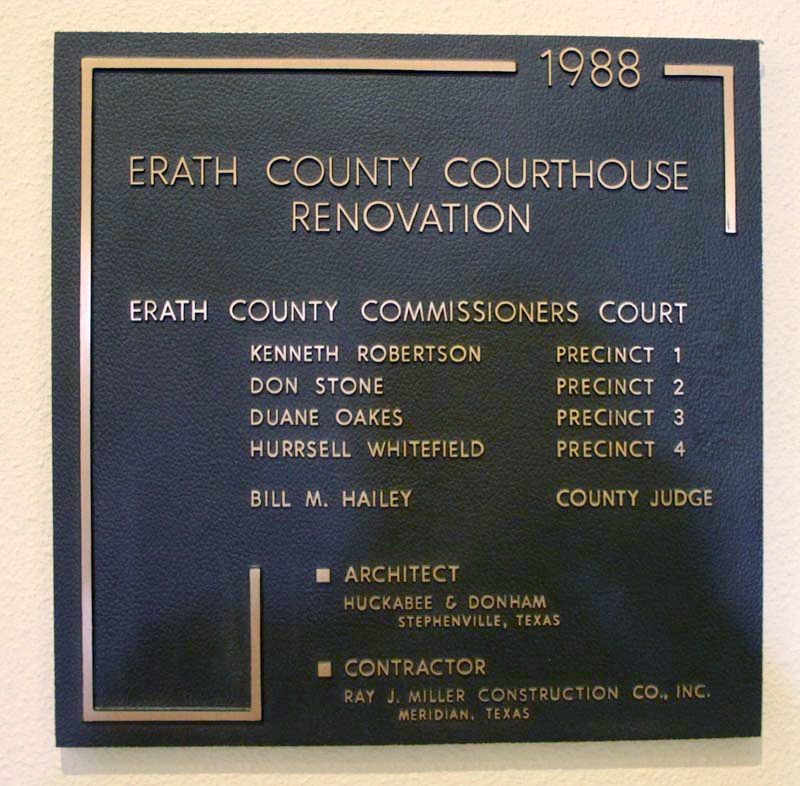 1988
ERATH COUNTY COURTHOUSE
RENOVATION
ERATH COUNTY COMMISSIONERS COURT
KENNETH ROBERTSON PRECINCT 1
DON STONE PRECINCT 2
DUANE OAKES PRECINCT 3
HURRSELL WHITEFIELD PRECINCT 4
BILL M. HAILEY COUNTY JUDGE
ARCHITECT
HUCKABEE & DONHAM
STEPHENVILLE, TEXAS
CONTRACTOR
RAY J. MILLER CONSTRUCTION CO., INC.
MERIDIAN, TEXAS